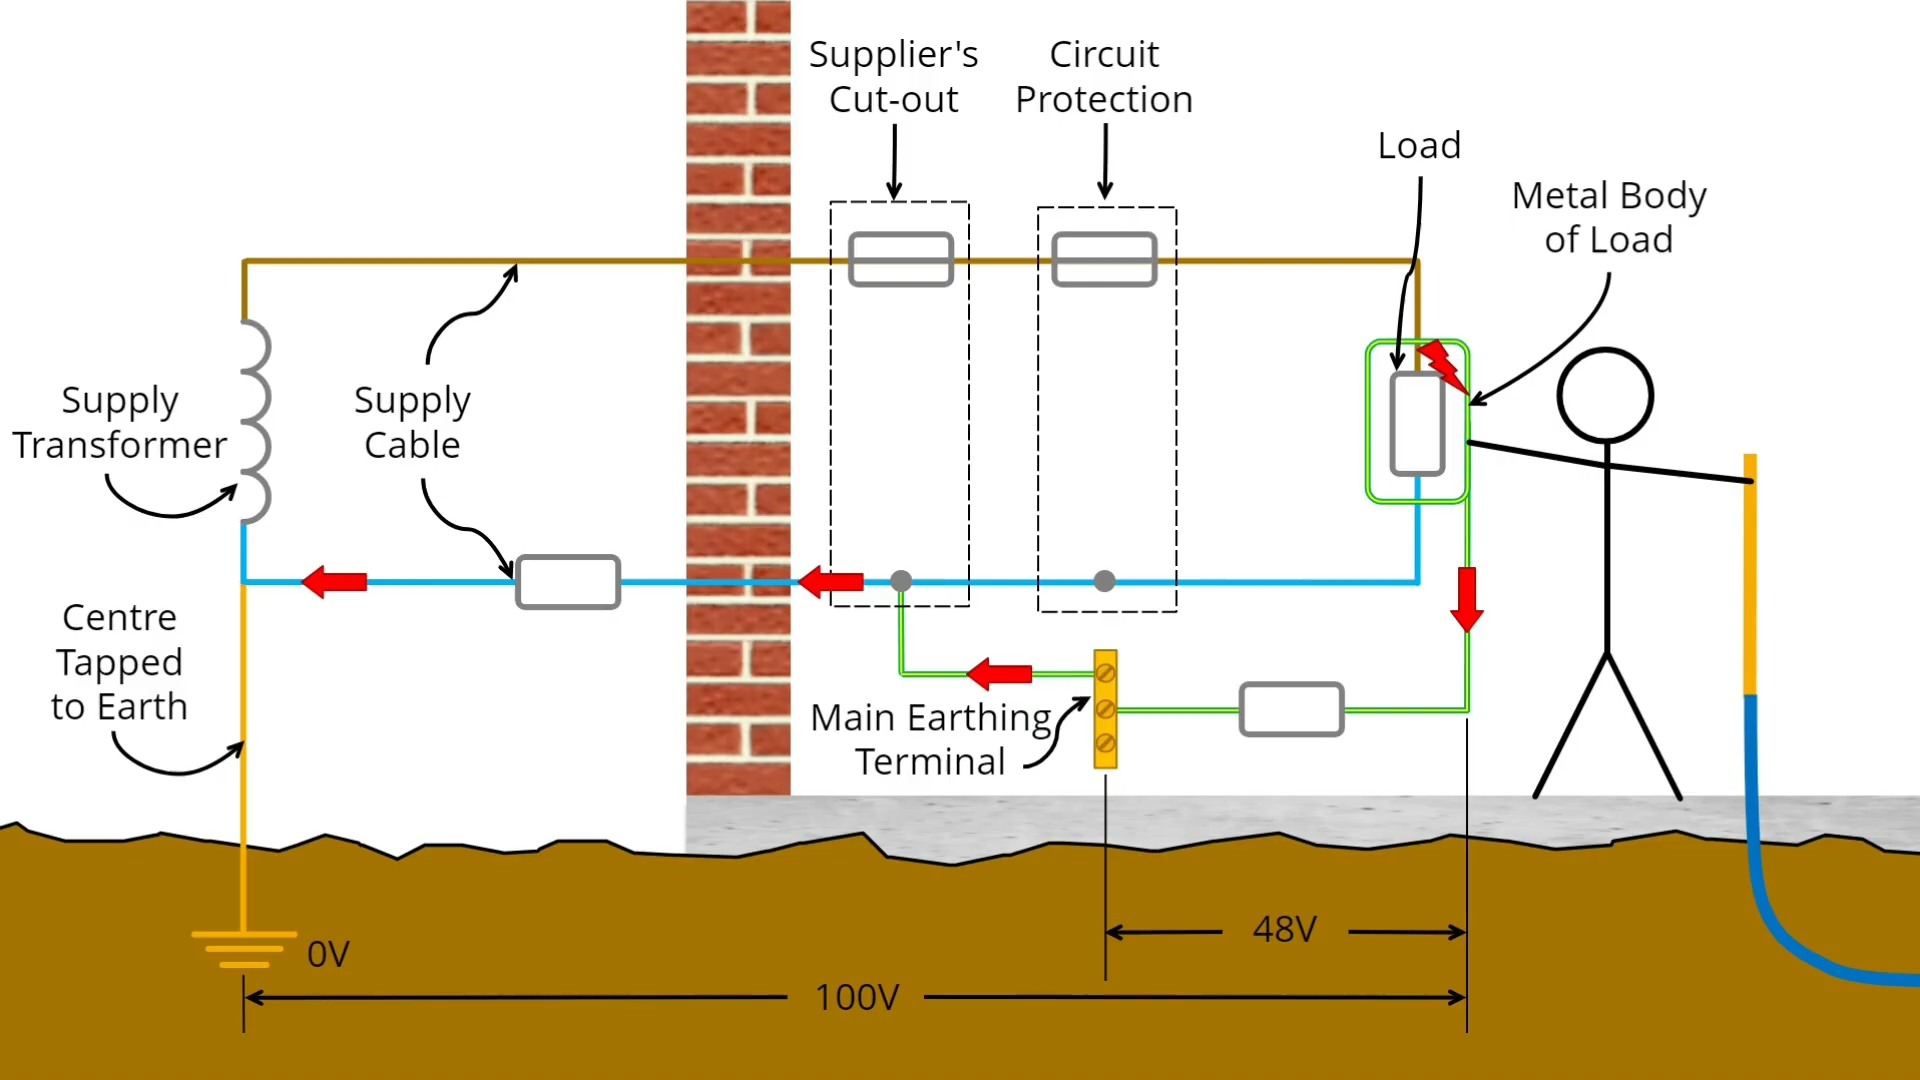 Supplier's
Cut-out
Circuit
Protection
Load
Metal Body
of Load
Supply
Transformer
Supply
Cable
Centre
Tapped
to Earth
Main Earthing
Terminal
48V
0V
100V